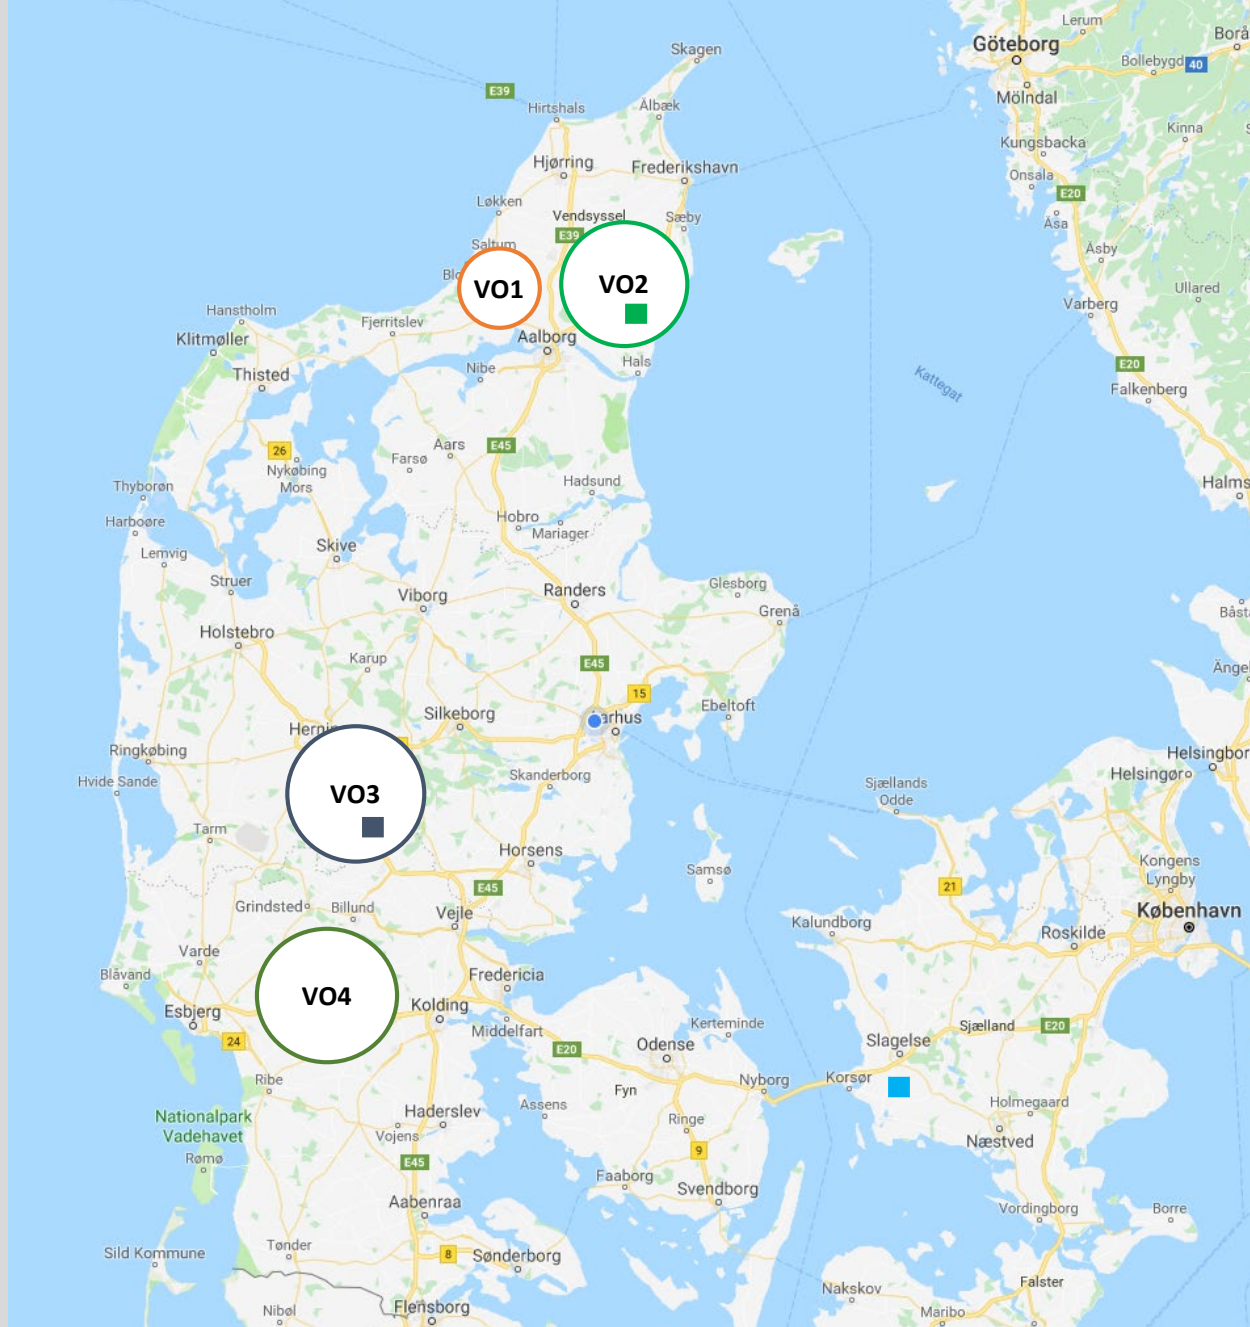 Skagen
Lerum
Göteborg
Borå
Bollebygd
40
E39
Mölndal
Hirtshals
Ålbæk
Kinna
Kungsbacka
Hjørring
Frederikshavn
Onsala
E20
Løkken
Vendsyssel
Sæby
Åsa
E39
Saltum
Åsby
Blo
VO1
VO2
Ullared
Hanstholm
Varberg
Fjerritslev
Klitmøller
Aalborg
Hals
E20
Nibe
Thisted
Kattegat
Falkenberg
26
Aars
E45
Farsø
Nykøbing
Mors
Hadsund
Halms
Thyborøn
Hobro
Harboøre
Mariager
Skive
Lemvig
Struer
Glesborg
Viborg
Randers
Grenå
Båst
Holstebro
Karup
E45
Änge
15
Silkeborg
Ebeltoft
arhus
Hernin
Ringkøbing
Helsingbor
Skanderborg
Helsingør
Hvide Sande
Sjællands
Odde
VO3
Tarm
Horsens
Kongens
Lyngby
Samsø
E45
21
Grindsted
Billund
Vejle
København
Kalundborg
Roskilde
Varde
Blåvand
Fredericia
VO4
Esbjerg
Kolding
Kerteminde
Middelfart
Sjælland
E20
24
Odense
Slagelse
E20
Ribe
Fyn
Nyborg
Korsør
Assens
Holmegaard
Nationalpark
Vadehavet
Haderslev
Ringe
Vojens
Næstved
Rømø
E45
9
Faaborg
Svendborg
Aabenraa
Vordingborg
Borre
Tønder
Sild Kommune
8
Sønderborg
Nakskov
Falster
Nibøl
Flensborg
Maribo